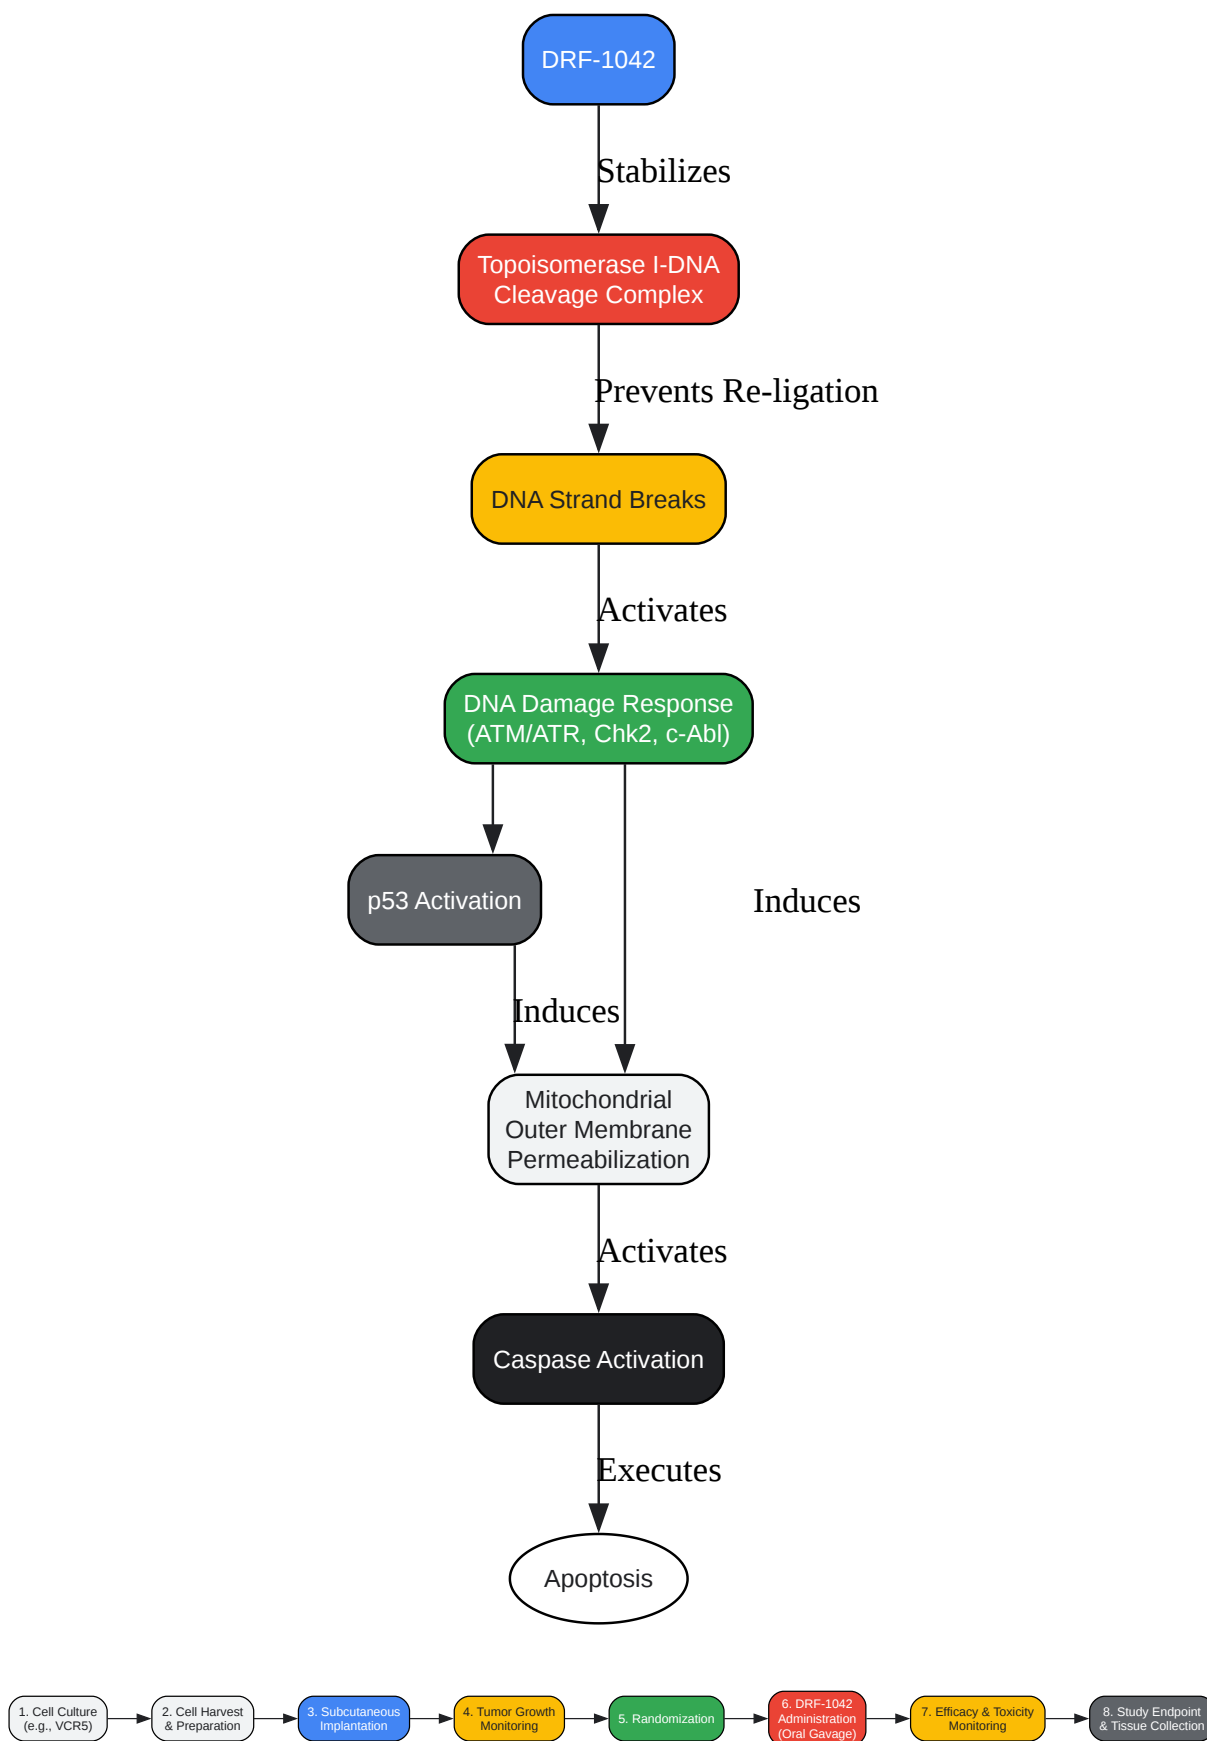 DRF-1042
Stabilizes
Topoisomerase I-DNA
Cleavage Complex
Prevents Re-ligation
DNA Strand Breaks
Activates
DNA Damage Response
(ATM/ATR, Chk2, c-Abl)
p53 Activation
Induces
Induces
Mitochondrial
Outer Membrane
Permeabilization
Activates
Caspase Activation
Executes
Apoptosis
1. Cell Culture
(e.g., VCR5)
2. Cell Harvest
& Preparation
3. Subcutaneous
Implantation
4. Tumor Growth
Monitoring
5. Randomization
6. DRF-1042
Administration
(Oral Gavage)
7. Efficacy & Toxicity
Monitoring
8. Study Endpoint
& Tissue Collection